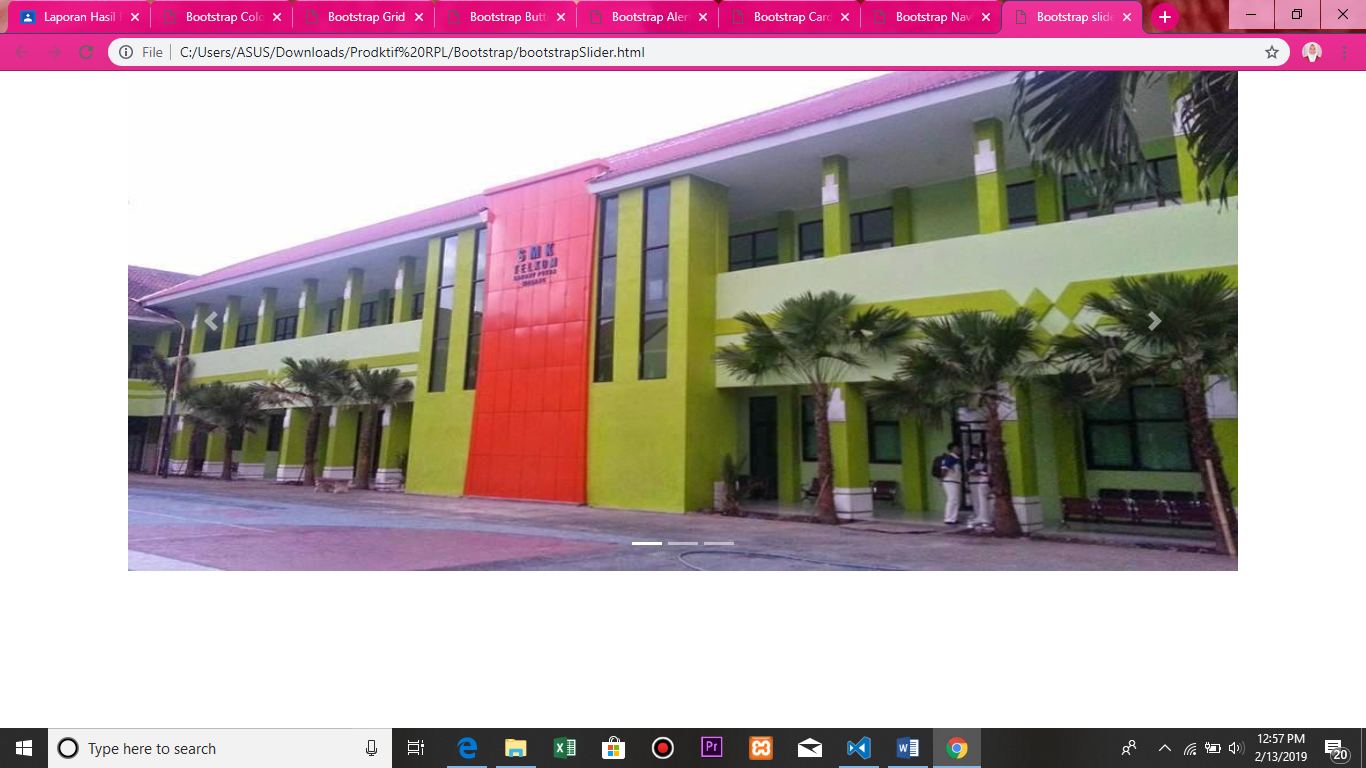 Laporan Hasil
Bootstrap Colo
Bootstrap Grid
Bootstrap Butt
Bootstrap Aler
Bootstrap Card
Bootstrap Nav
Bootstrap slide
File
C:/Users/ASUS/Downloads/Prodktif%20RPL/Bootstrap/bootstrapSlider.html
SMK
TELKOM
Type here to search
Pr
12:57 PM
2/13/2019
20